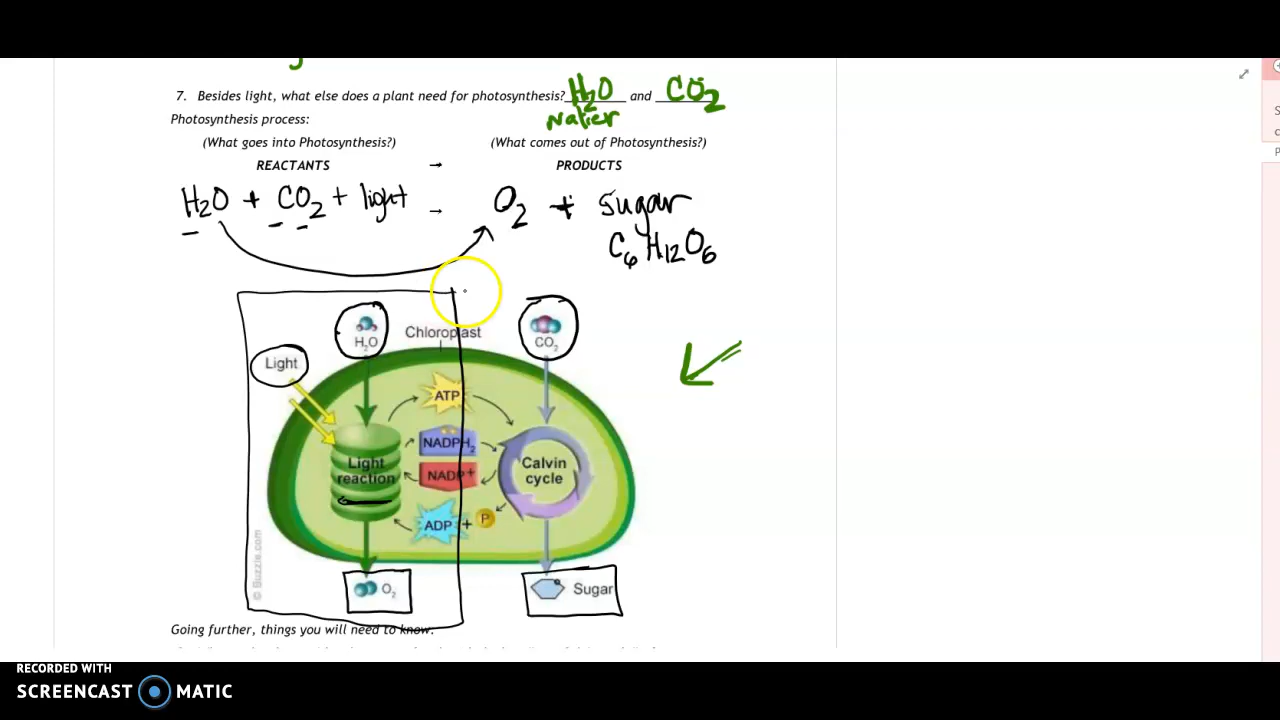 7. Besides light, what else does a plant need for photosynthesis? H2O and CO2
Water
Photosynthesis process:
(What goes into Photosynthesis?) (What comes out of Photosynthesis?)
REACTANTS → PRODUCTS
H2O + CO2 + light → O2 + sugar
C6H12O6
H2O
Chloroplast
CO2
Light
ATP
NADPH2
Light
reaction
NADP+
Calvin
cycle
ADP + P
© Buzzle.com
O2
Sugar
Going further, things you will need to know:
RECORDED WITH
SCREENCAST MATIC